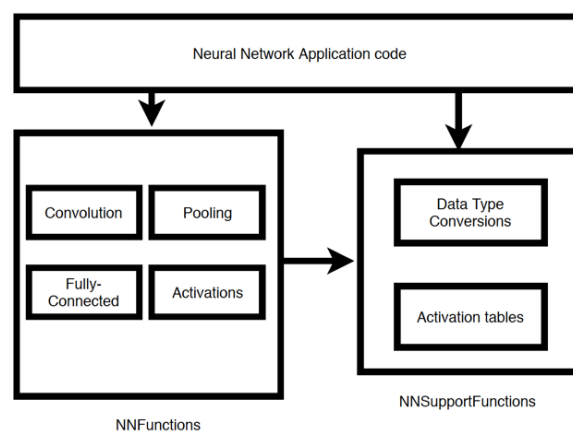 Neural Network Application code
Convolution
Pooling
Fully-
Connected
Activations
NNFunctions
Data Type
Conversions
Activation tables
NNSupportFunctions